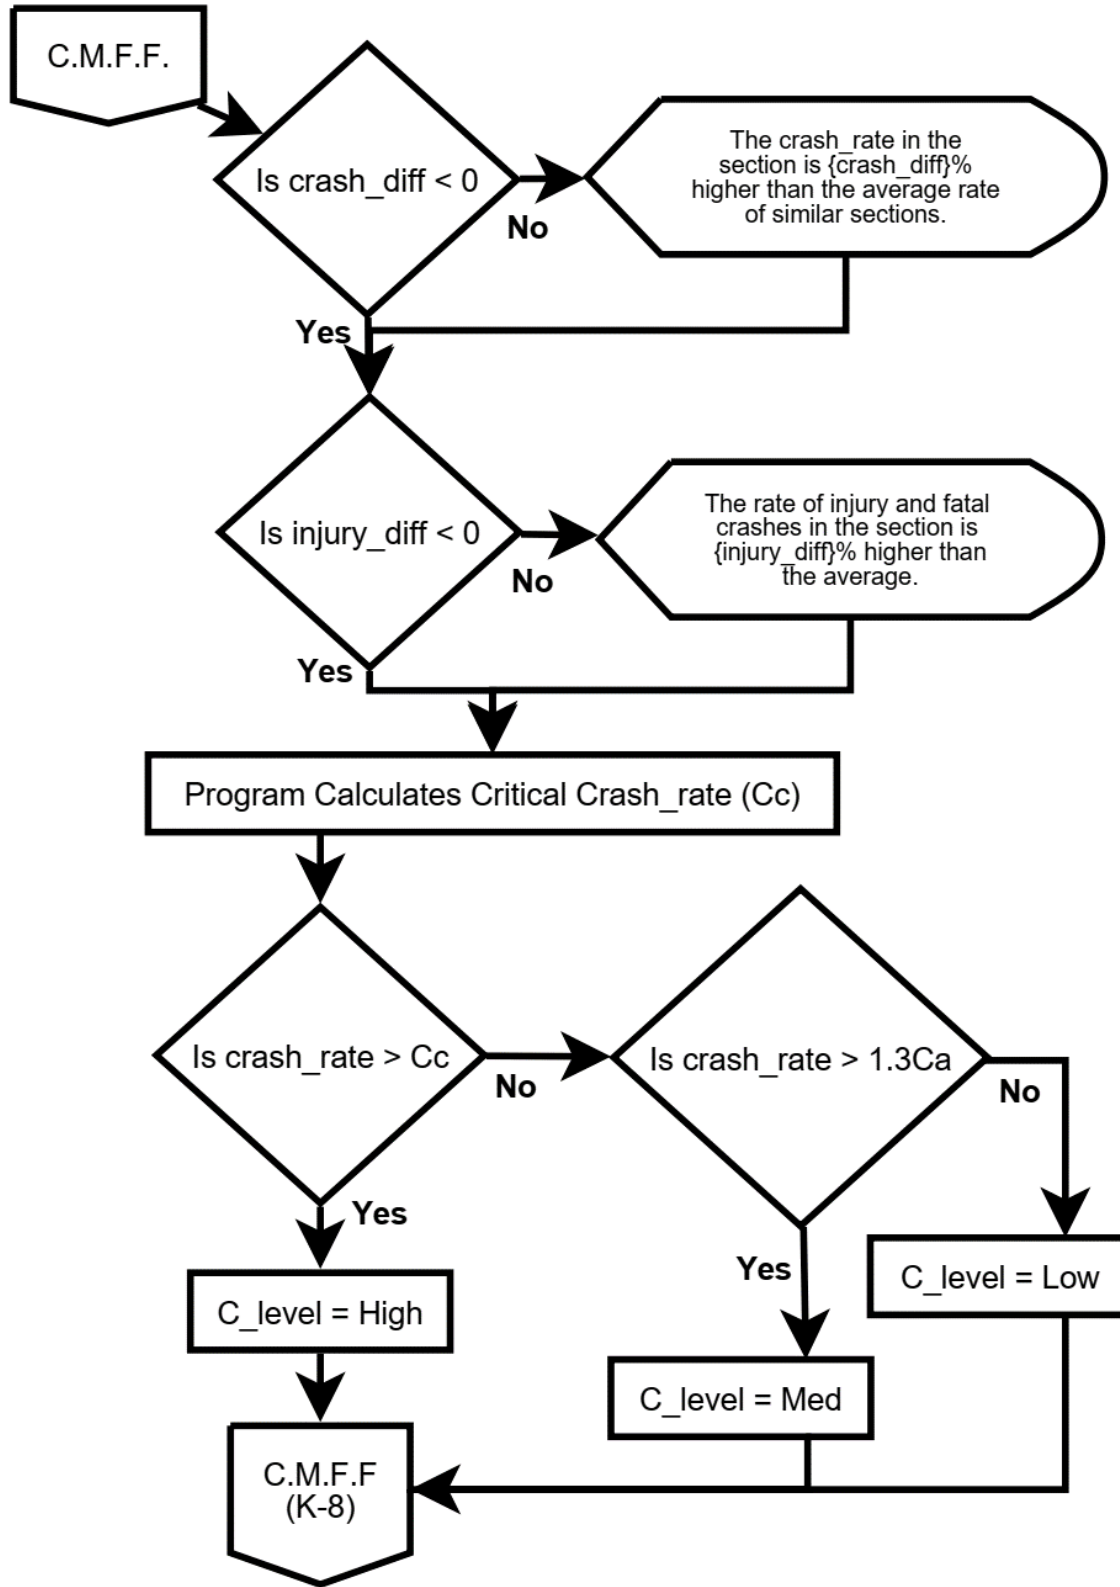 C.M.F.F.
Is crash_diff < 0
No
The crash_rate in the
section is {crash_diff}%
higher than the average rate
of similar sections.
Yes
Is injury_diff < 0
No
The rate of injury and fatal
crashes in the section is
{injury_diff}% higher than
the average.
Yes
Program Calculates Critical Crash_rate (Cc)
Is crash_rate > Cc
No
Is crash_rate > 1.3Ca
No
Yes
Yes
C_level = Low
C_level = High
C_level = Med
C.M.F.F
(K-8)